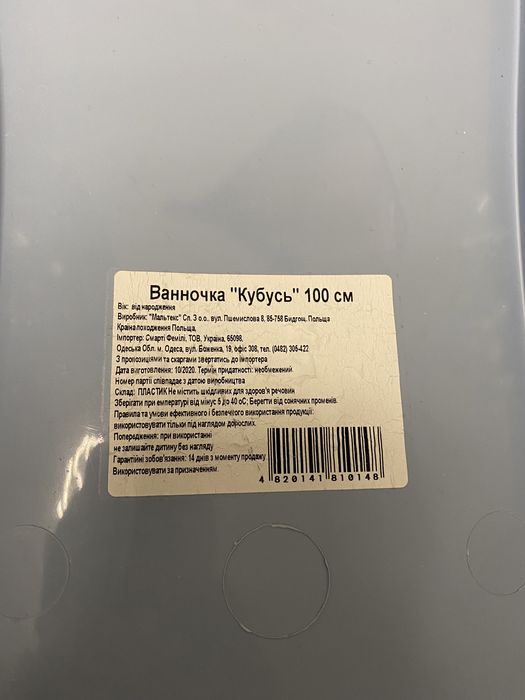 Ванночка "Кубусь" 100 см
Вік: від народження
Виробник: "Мальтекс" Сп. З о.о., вул. Пшемислова 8, 85-758 Бидгощ, Польща
Країна походження Польща,
Імпортер: Смарті Фемілі, ТОВ, Україна, 65098,
Одеська Обл. м. Одеса, вул. Боженка, 19, офіс 308, тел. (0482) 305-422
З пропозиціями та скаргами звертатись до імпортера
Дата виготовлення: 10/2020. Термін придатності: необмежений.
Номер партії співпадає з датою виробництва
Склад: ПЛАСТИК Не містить шкідливих для здоров'я речовин
Зберігати при емпературі від мінус 5 до 40 оС; Берегти від сонячних променів.
Правила та умови ефективного і безпечного використання продукції:
використовувати тільки під наглядом дорослих.
Попередження: при використанні
не залишайте дитину без нагляду
Гарантійні зобов'язання: 14 днів з моменту продажу
Використовувати за призначенням.
4 820141 810148